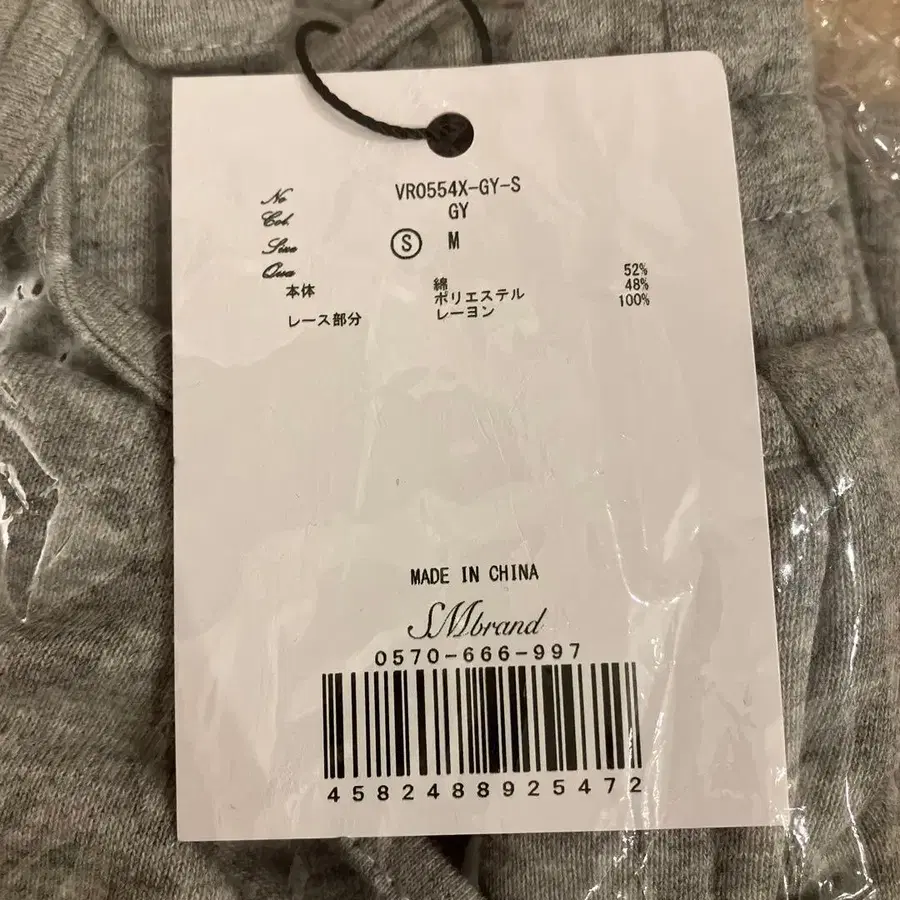 No VR0554X-GY-S
Col. GY
Size S M
Qua
本体 綿 52%
ポリエステル 48%
レース部分 レーヨン 100%
MADE IN CHINA
SMbrand
0570-666-997
4582488925472